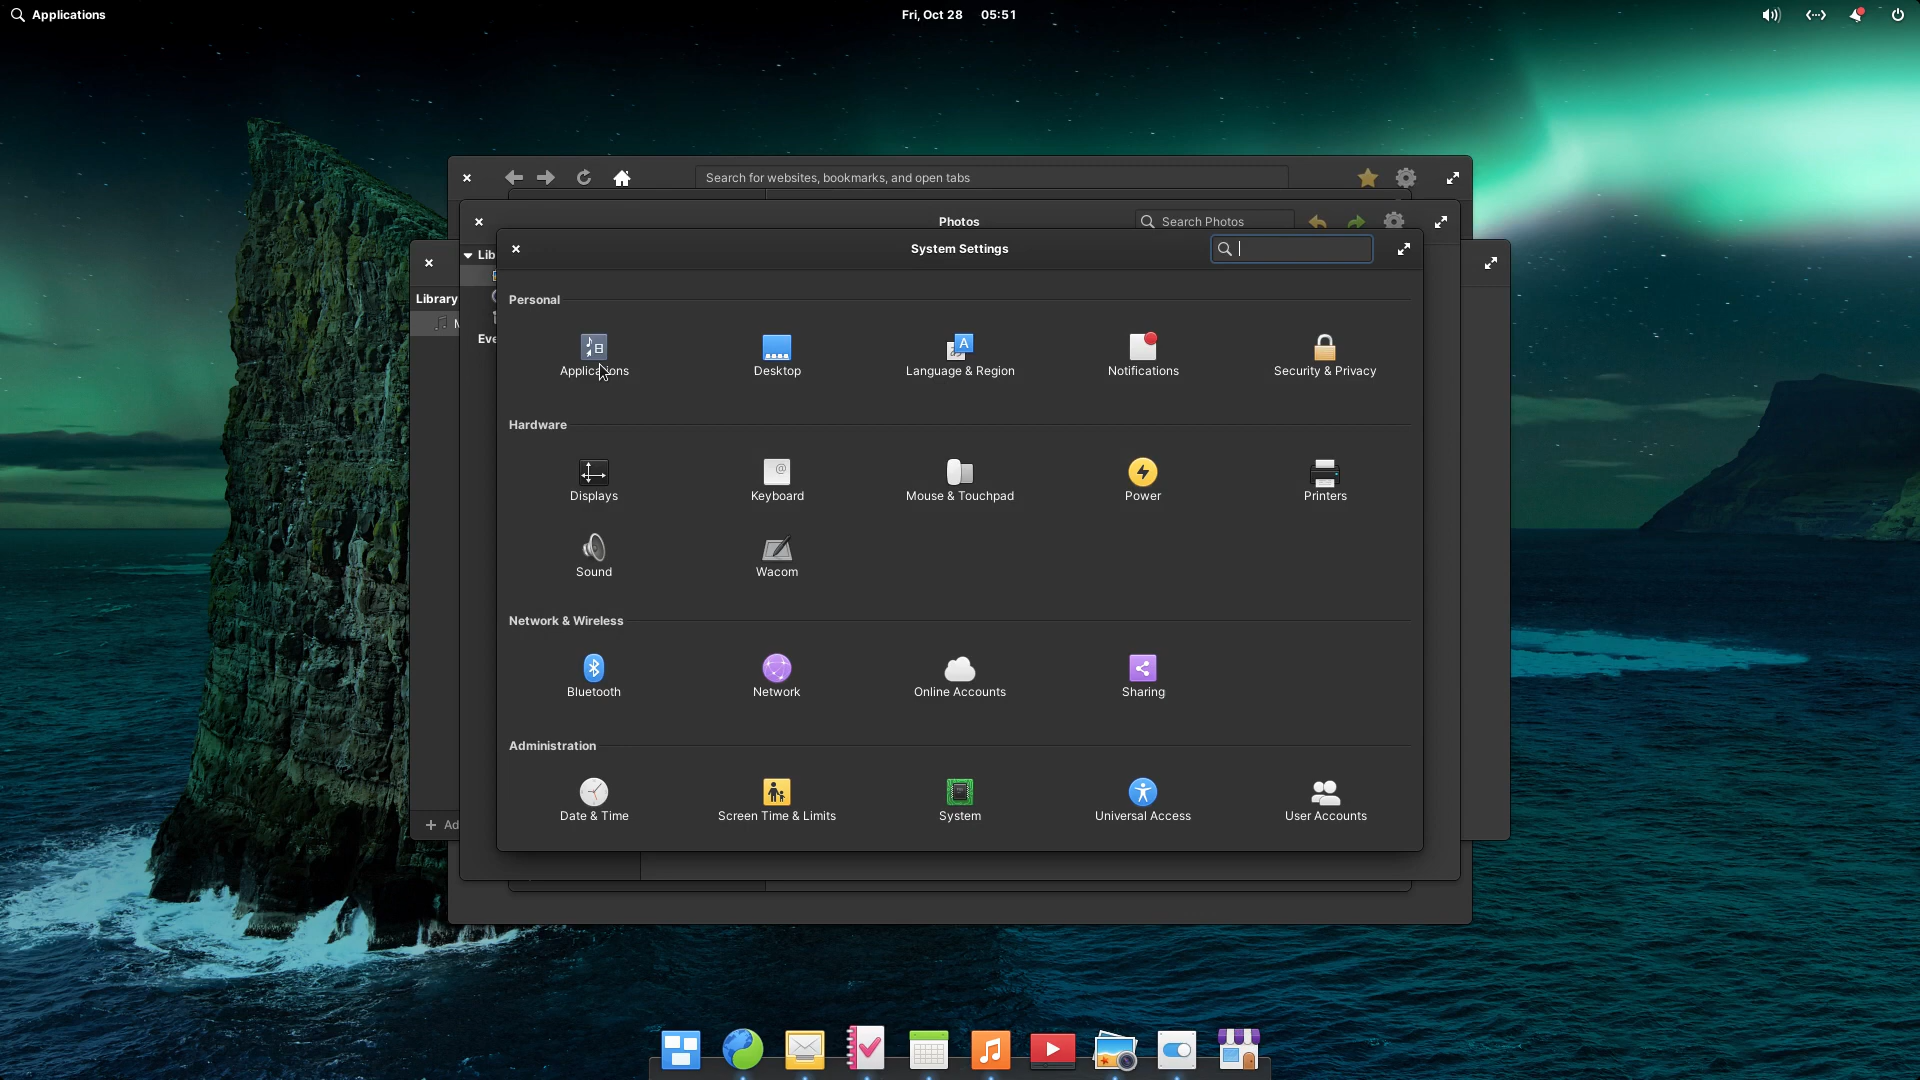 Applications
Fri, Oct 28 05:51
Search for websites, bookmarks, and open tabs
Photos
Search Photos
System Settings
Library
Personal
Applications
Desktop
Language & Region
Notifications
Security & Privacy
Hardware
Displays
Keyboard
Mouse & Touchpad
Power
Printers
Sound
Wacom
Network & Wireless
Bluetooth
Network
Online Accounts
Sharing
Administration
Date & Time
Screen Time & Limits
System
Universal Access
User Accounts